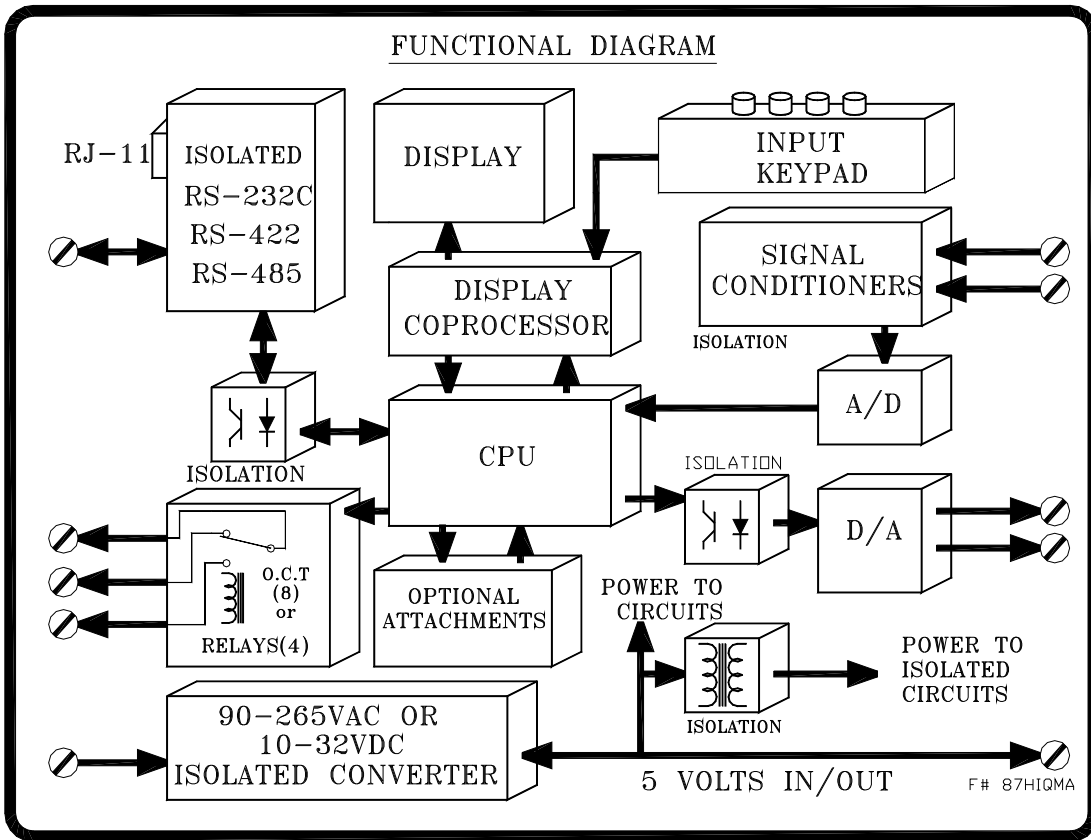 FUNCTIONAL DIAGRAM
RJ-11
ISOLATED
RS-232C
RS-422
RS-485
DISPLAY
INPUT
KEYPAD
DISPLAY
COPROCESSOR
SIGNAL
CONDITIONERS
ISOLATION
A/D
CPU
ISOLATION
ISOLATION
D/A
O.C.T
(8)
or
RELAYS(4)
OPTIONAL
ATTACHMENTS
POWER TO
CIRCUITS
ISOLATION
POWER TO
ISOLATED
CIRCUITS
90-265VAC OR
10-32VDC
ISOLATED CONVERTER
5 VOLTS IN/OUT
F# 87HIQMA